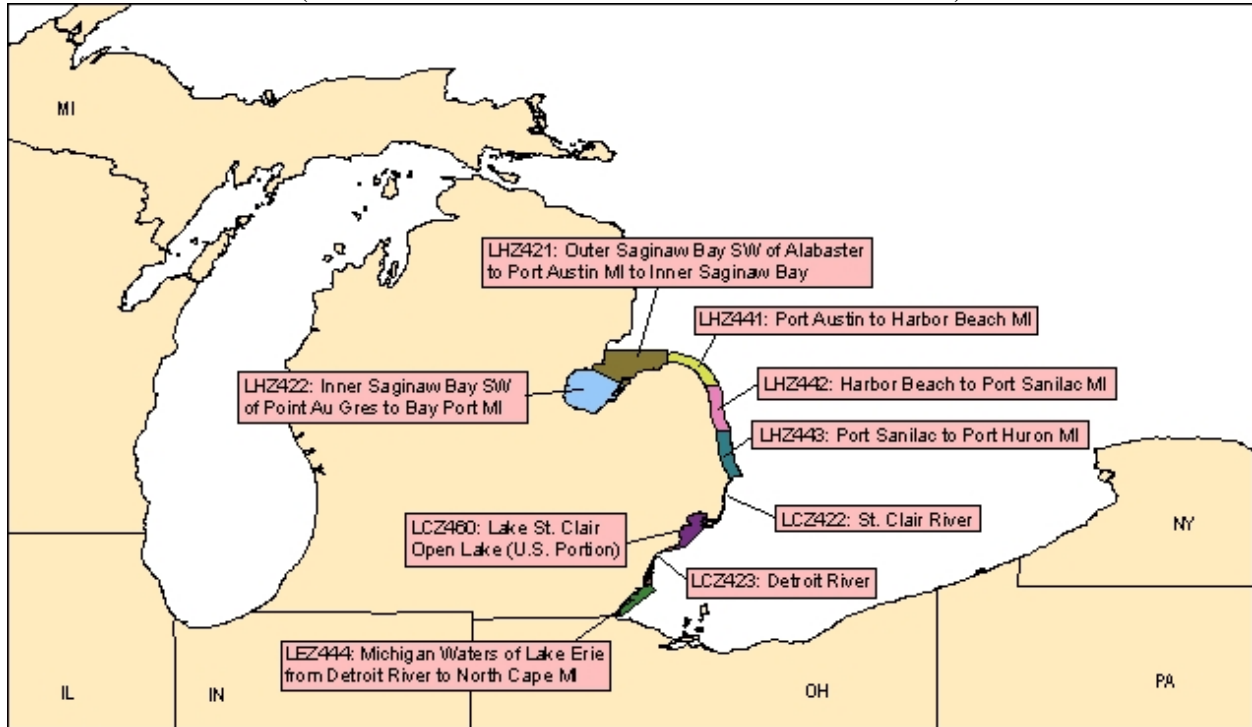 MI
LHZ421: Outer Saginaw Bay SW of Alabaster
to Port Austin MI to Inner Saginaw Bay
LHZ441: Port Austin to Harbor Beach MI
LHZ422: Inner Saginaw Bay SW
of Point Au Gres to Bay Port MI
LHZ442: Harbor Beach to Port Sanilac MI
LHZ443: Port Sanilac to Port Huron MI
LCZ460: Lake St. Clair
Open Lake (U.S. Portion)
LCZ422: St. Clair River
NY
LCZ423: Detroit River
LEZ444: Michigan Waters of Lake Erie
from Detroit River to North Cape MI
IL
IN
OH
PA